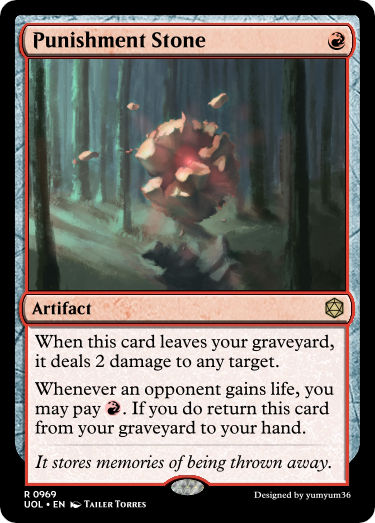 Punishment Stone
Artifact
When this card leaves your graveyard,
it deals 2 damage to any target.
Whenever an opponent gains life, you
may pay . If you do return this card
from your graveyard to your hand.
It stores memories of being thrown away.
R 0969
UOL • EN Tailer Torres
Designed by yumyum36